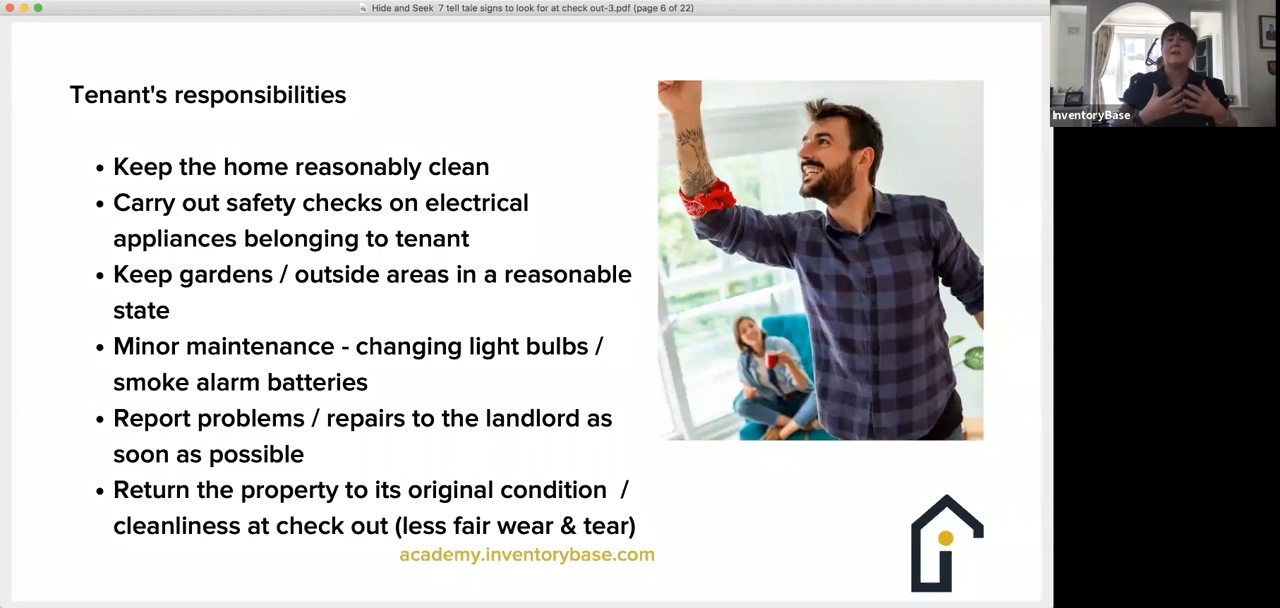 Hide and Seek 7 tell tale signs to look for at check out-3.pdf (page 6 of 22)
Tenant's responsibilities
• Keep the home reasonably clean
• Carry out safety checks on electrical
appliances belonging to tenant
• Keep gardens / outside areas in a reasonable
state
• Minor maintenance - changing light bulbs /
smoke alarm batteries
• Report problems / repairs to the landlord as
soon as possible
• Return the property to its original condition /
cleanliness at check out (less fair wear & tear)
academy.inventorybase.com
InventoryBase